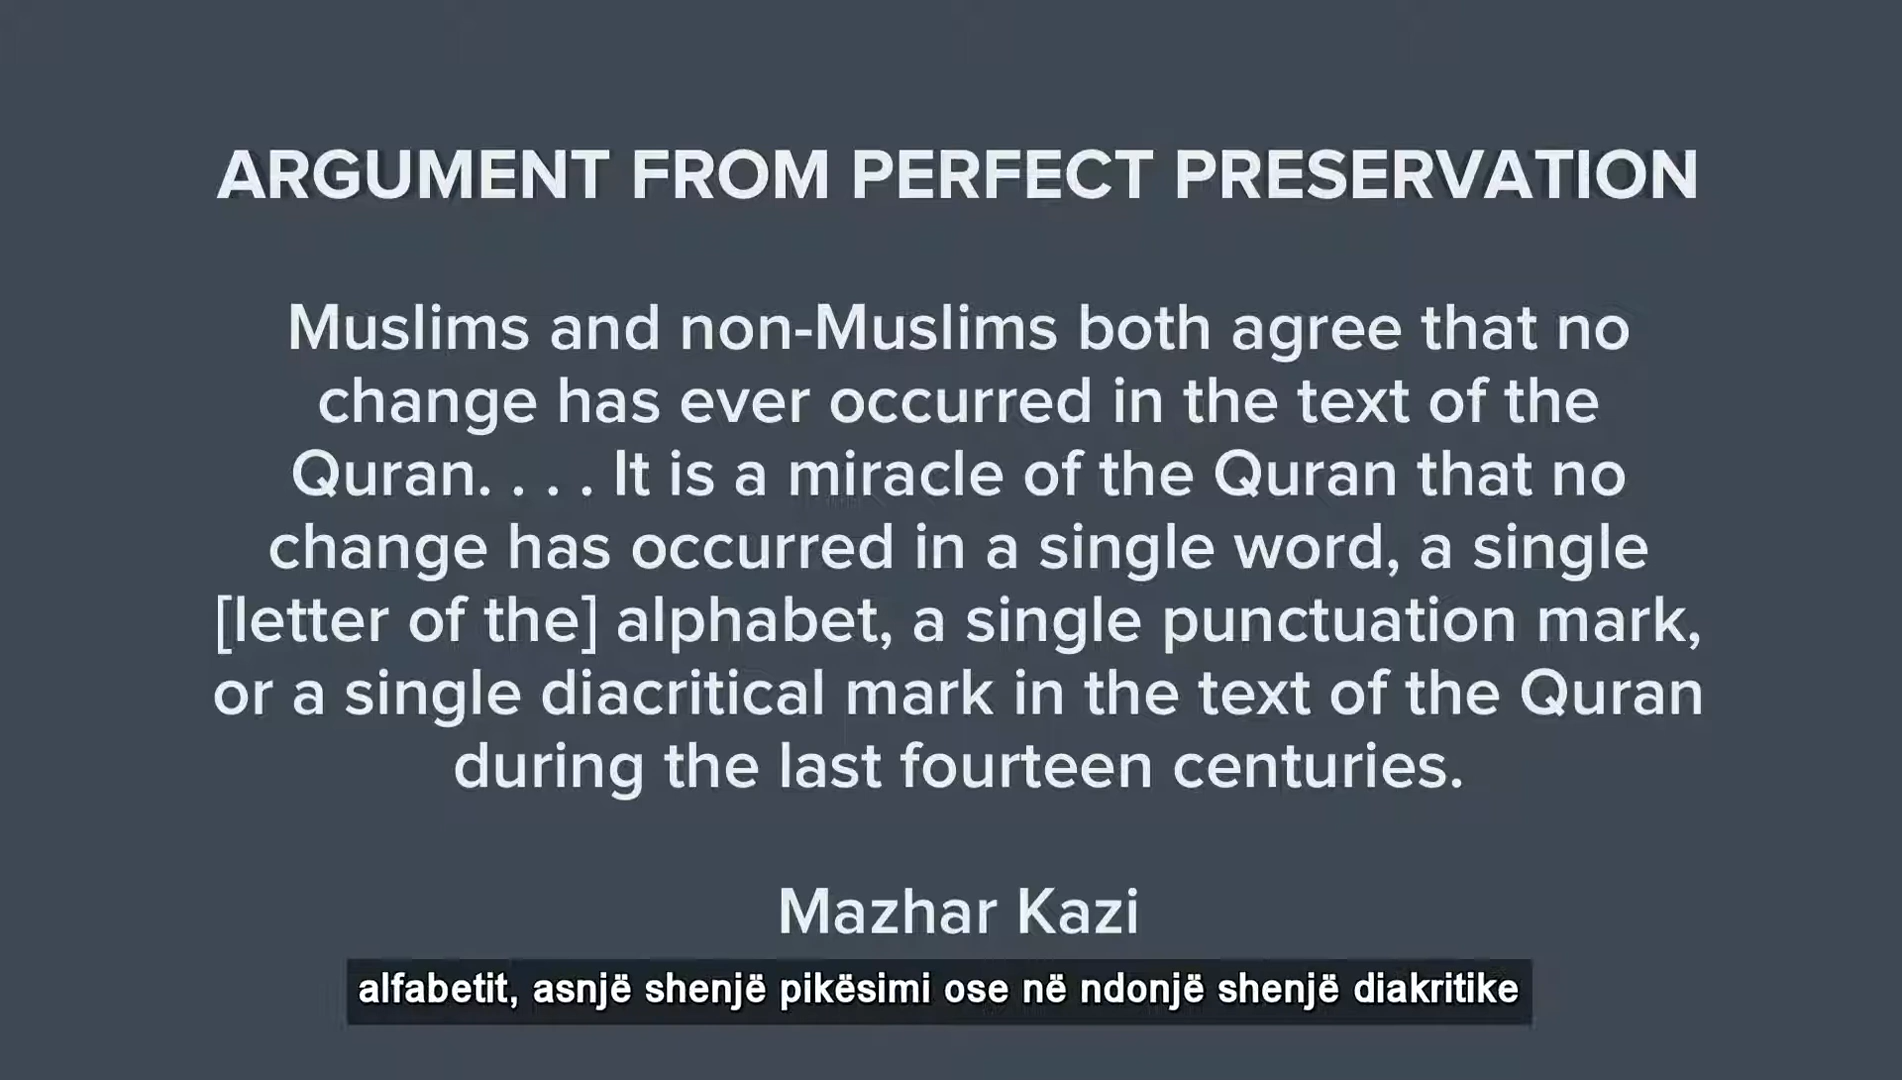 ARGUMENT FROM PERFECT PRESERVATION
Muslims and non-Muslims both agree that no
change has ever occurred in the text of the
Quran. . . . It is a miracle of the Quran that no
change has occurred in a single word, a single
[letter of the] alphabet, a single punctuation mark,
or a single diacritical mark in the text of the Quran
during the last fourteen centuries.
Mazhar Kazi
alfabetit, asnjë shenjë pikësimi ose në ndonjë shenjë diakritike